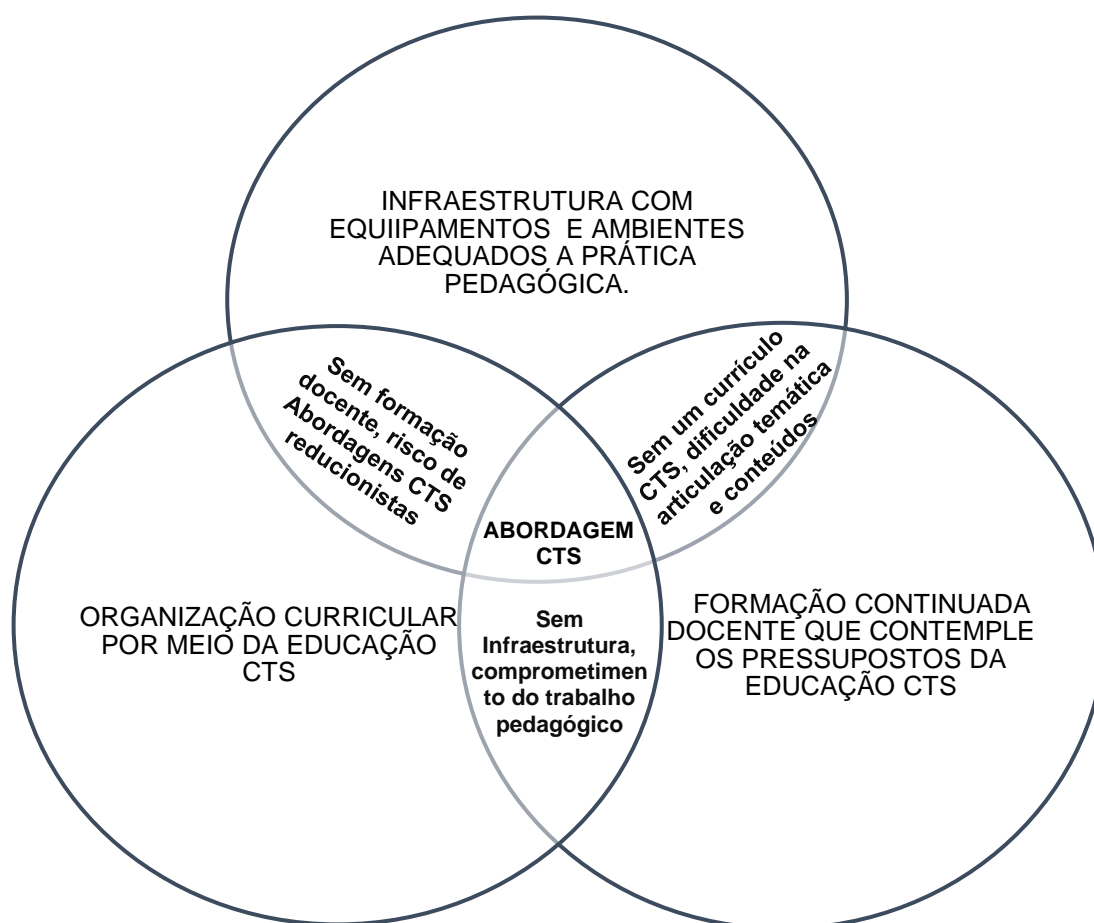 INFRAESTRUTURA COM
EQUIIPAMENTOS E AMBIENTES
ADEQUADOS A PRÁTICA
PEDAGÓGICA.
Sem formação
docente, risco de
Abordagens CTS
reducionistas
Sem um currículo
CTS, dificuldade na
articulação temática
e conteúdos
ABORDAGEM
CTS
ORGANIZAÇÃO CURRICULAR
POR MEIO DA EDUCAÇÃO
CTS
Sem
Infraestrutura,
comprometimen
to do trabalho
pedagógico
FORMAÇÃO CONTINUADA
DOCENTE QUE CONTEMPLE
OS PRESSUPOSTOS DA
EDUCAÇÃO CTS